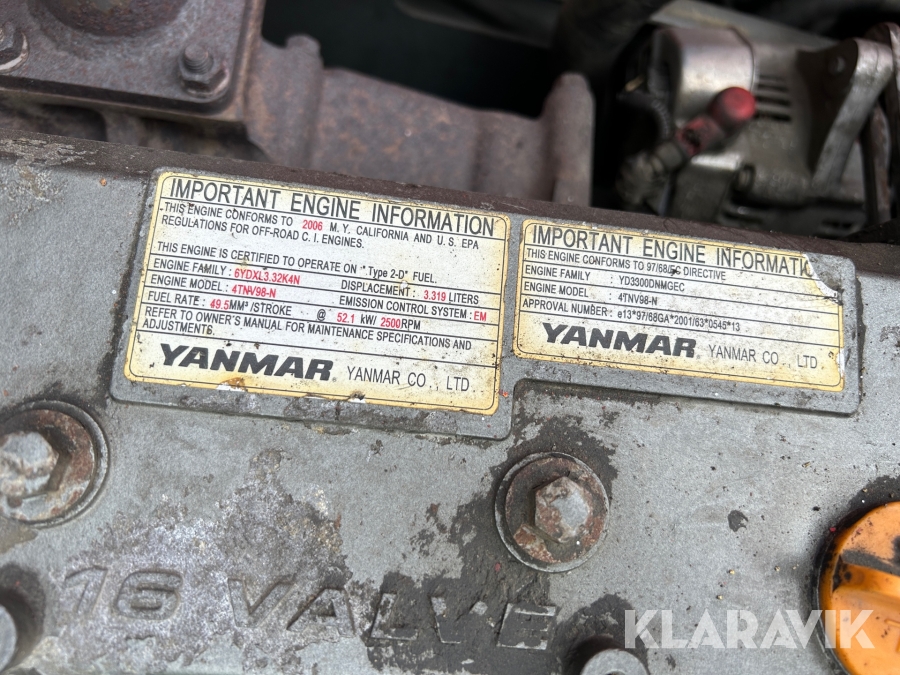 IMPORTANT ENGINE INFORMATION
THIS ENGINE CONFORMS TO 2006 M.Y. CALIFORNIA AND U.S. EPA
REGULATIONS FOR OFF-ROAD C.I. ENGINES.
THIS ENGINE IS CERTIFIED TO OPERATE ON "Type 2-D" FUEL.
ENGINE FAMILY : 6YDXL3.32K4N DISPLACEMENT : 3.319 LITERS
ENGINE MODEL : 4TNV98-N EMISSION CONTROL SYSTEM : EM
FUEL RATE : 49.5MM³/STROKE @ 52.1 kW/ 2500RPM
REFER TO OWNER'S MANUAL FOR MAINTENANCE SPECIFICATIONS AND
ADJUSTMENTS.
YANMAR. YANMAR CO., LTD.
IMPORTANT ENGINE INFORMATIO
THIS ENGINE CONFORMS TO 97/68/ DIRECTIVE
ENGINE FAMILY : YD3300DNMGEC
ENGINE MODEL : 4TNV98-N
APPROVAL NUMBER : e13*97/68GA*2001/63*0545*13
YANMAR. YANMAR CO., LTD.
16 VALVE
KLARAVIK